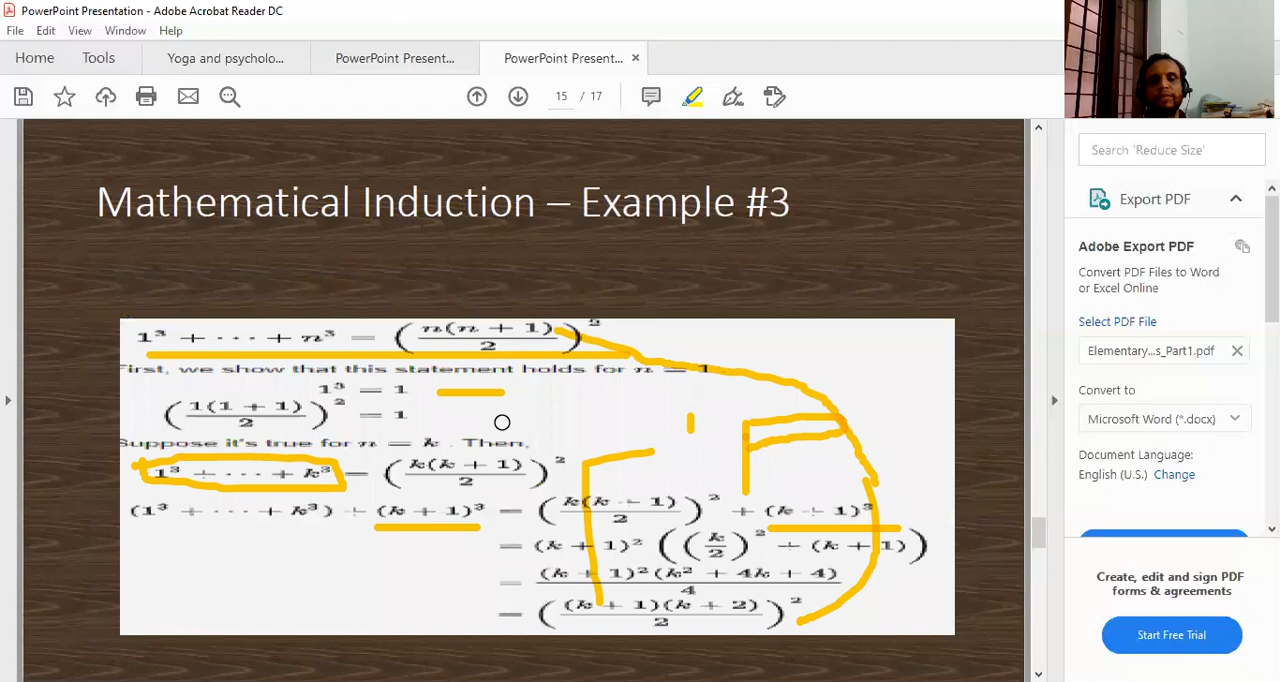 PowerPoint Presentation - Adobe Acrobat Reader DC
File Edit View Window Help
Home Tools Yoga and psycholo... PowerPoint Present... PowerPoint Present... ×
15 / 17
Search 'Reduce Size'
Mathematical Induction – Example #3
1³ + ··· + n³ = (n(n + 1)/2)²
First, we show that this statement holds for n = 1.
1³ = 1
(1(1 + 1)/2)² = 1
Suppose it's true for n = k. Then,
1³ + ··· + k³ = (k(k + 1)/2)²
(1³ + ··· + k³) + (k + 1)³ = (k(k + 1)/2)² + (k + 1)³
= (k + 1)² ((k/2)² + (k + 1))
= (k + 1)²(k² + 4k + 4)/4
= ((k + 1)(k + 2)/2)²
Export PDF
Adobe Export PDF
Convert PDF Files to Word
or Excel Online
Select PDF File
Elementary...s_Part1.pdf ×
Convert to
Microsoft Word (*.docx)
Document Language:
English (U.S.) Change
Create, edit and sign PDF
forms & agreements
Start Free Trial